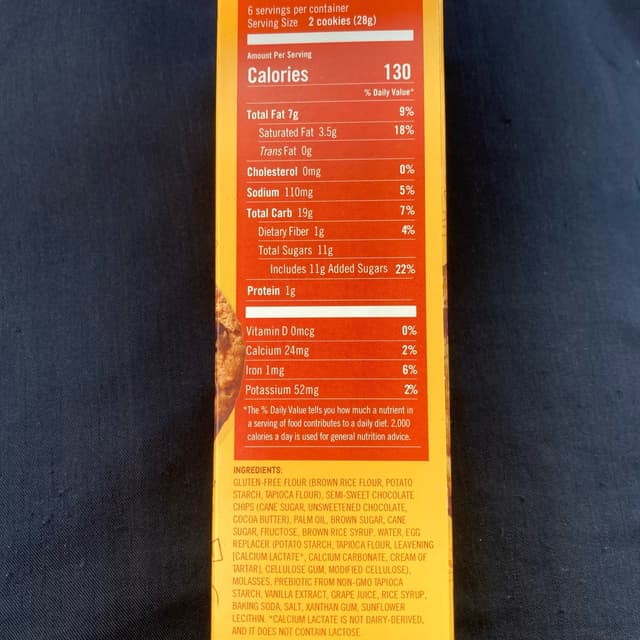 6 servings per container
Serving Size 2 cookies (28g)
Amount Per Serving
Calories 130
% Daily Value*
Total Fat 7g 9%
Saturated Fat 3.5g 18%
Trans Fat 0g
Cholesterol 0mg 0%
Sodium 110mg 5%
Total Carb 19g 7%
Dietary Fiber 1g 4%
Total Sugars 11g
Includes 11g Added Sugars 22%
Protein 1g
Vitamin D 0mcg 0%
Calcium 24mg 2%
Iron 1mg 6%
Potassium 52mg 2%
*The % Daily Value tells you how much a nutrient in
a serving of food contributes to a daily diet. 2,000
calories a day is used for general nutrition advice.
INGREDIENTS:
GLUTEN-FREE FLOUR (BROWN RICE FLOUR, POTATO
STARCH, TAPIOCA FLOUR), SEMI-SWEET CHOCOLATE
CHIPS (CANE SUGAR, UNSWEETENED CHOCOLATE,
COCOA BUTTER), PALM OIL, BROWN SUGAR, CANE
SUGAR, FRUCTOSE, BROWN RICE SYRUP, WATER, EGG
REPLACER (POTATO STARCH, TAPIOCA FLOUR, LEAVENING
[CALCIUM LACTATE*, CALCIUM CARBONATE, CREAM OF
TARTAR], CELLULOSE GUM, MODIFIED CELLULOSE),
MOLASSES, PREBIOTIC FROM NON-GMO TAPIOCA
STARCH, VANILLA EXTRACT, GRAPE JUICE, RICE SYRUP,
BAKING SODA, SALT, XANTHAN GUM, SUNFLOWER
LECITHIN. *CALCIUM LACTATE IS NOT DAIRY-DERIVED,
AND IT DOES NOT CONTAIN LACTOSE.